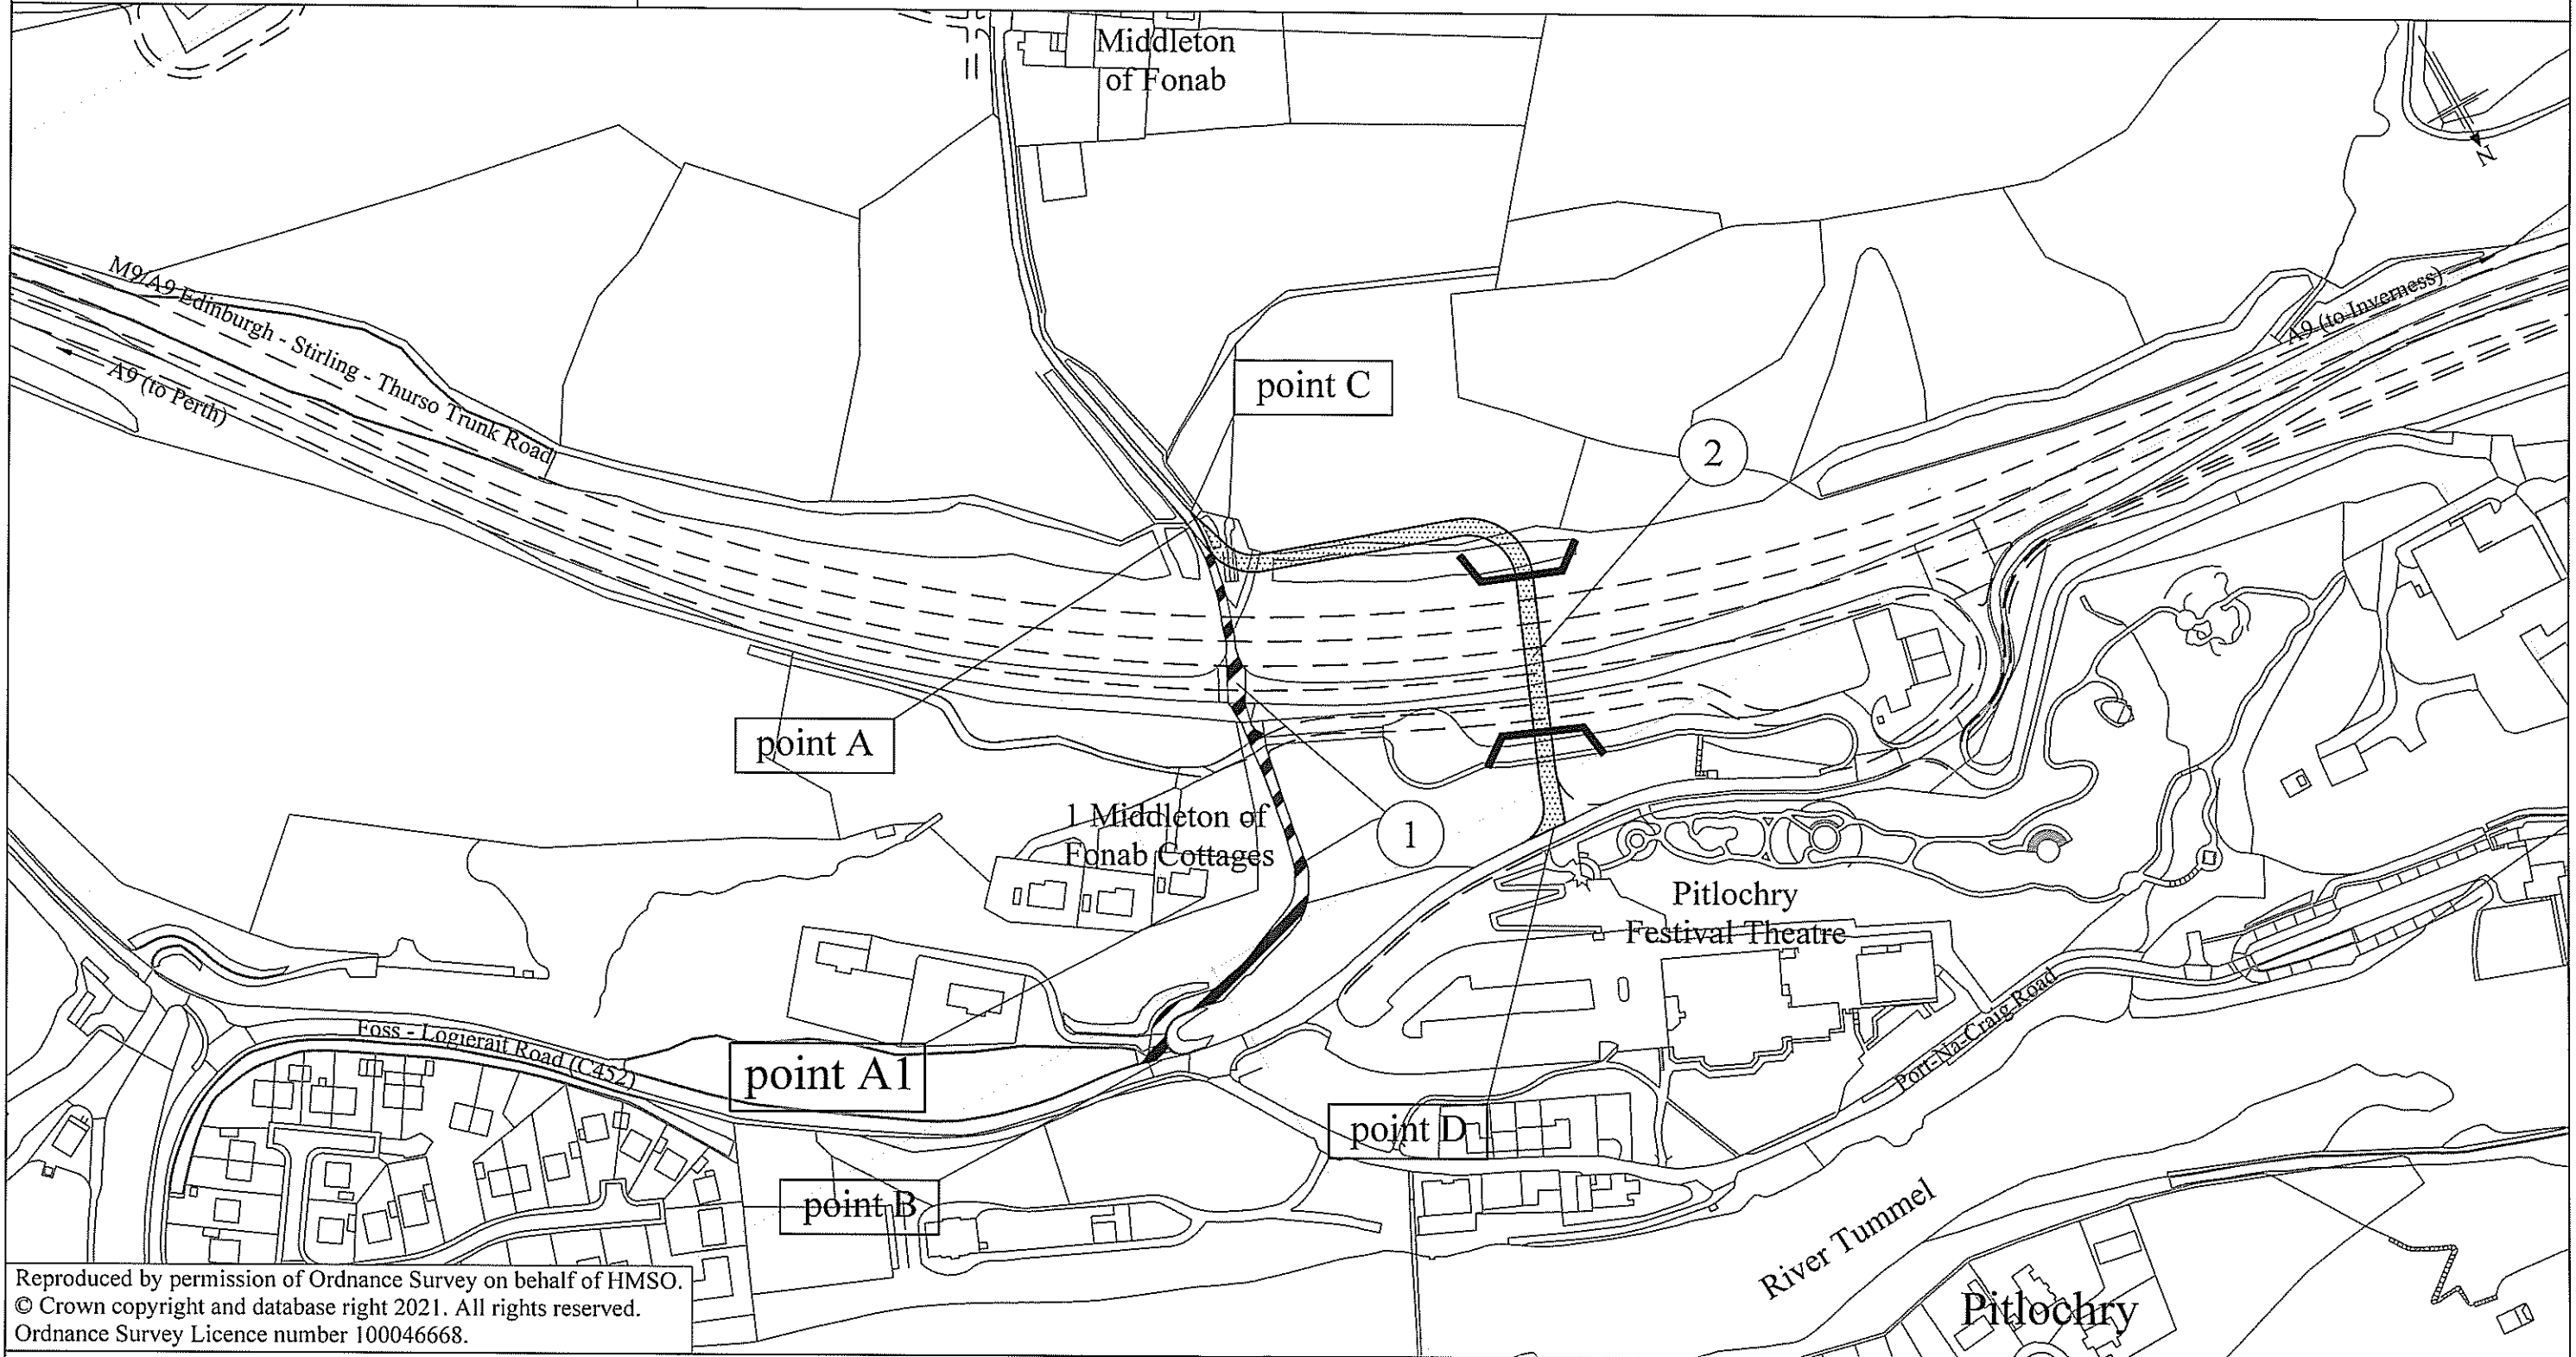 Middleton
of Fonab
N
M9/A9 Edinburgh - Stirling - Thurso Trunk Road
A9 (to Inverness)
A9 (to Perth)
point C
2
point A
1 Middleton of
Fonab Cottages
1
Pitlochry
Festival Theatre
Foss - Logierait Road (C452)
point A1
Port-Na-Craig Road
point D
point B
River Tummel
Pitlochry
Reproduced by permission of Ordnance Survey on behalf of HMSO.
© Crown copyright and database right 2021. All rights reserved.
Ordnance Survey Licence number 100046668.